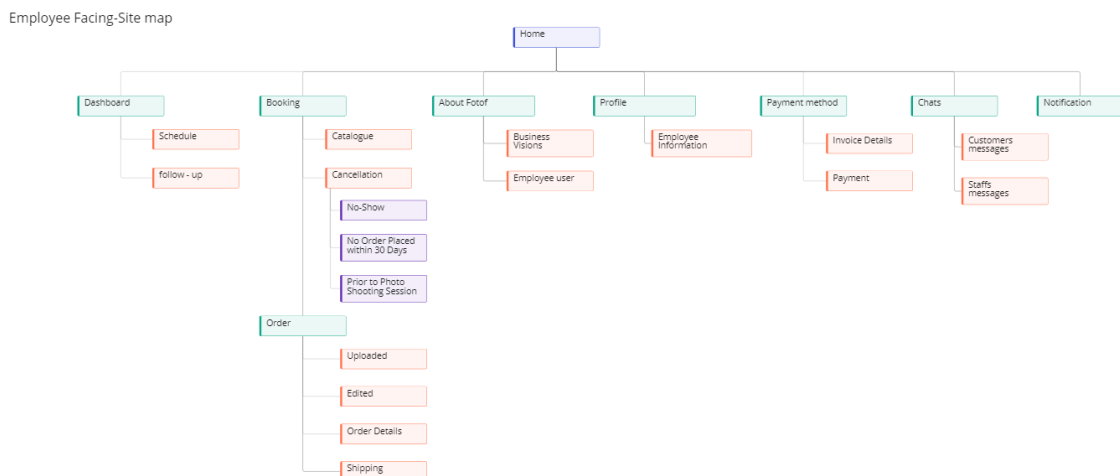 Employee Facing-Site map
Home
Dashboard
Schedule
follow - up
Booking
Catalogue
Cancellation
No-Show
No Order Placed
within 30 Days
Prior to Photo
Shooting Session
Order
Uploaded
Edited
Order Details
Shipping
About Fotof
Business
Visions
Employee user
Profile
Employee
Information
Payment method
Invoice Details
Payment
Chats
Customers
messages
Staffs
messages
Notification